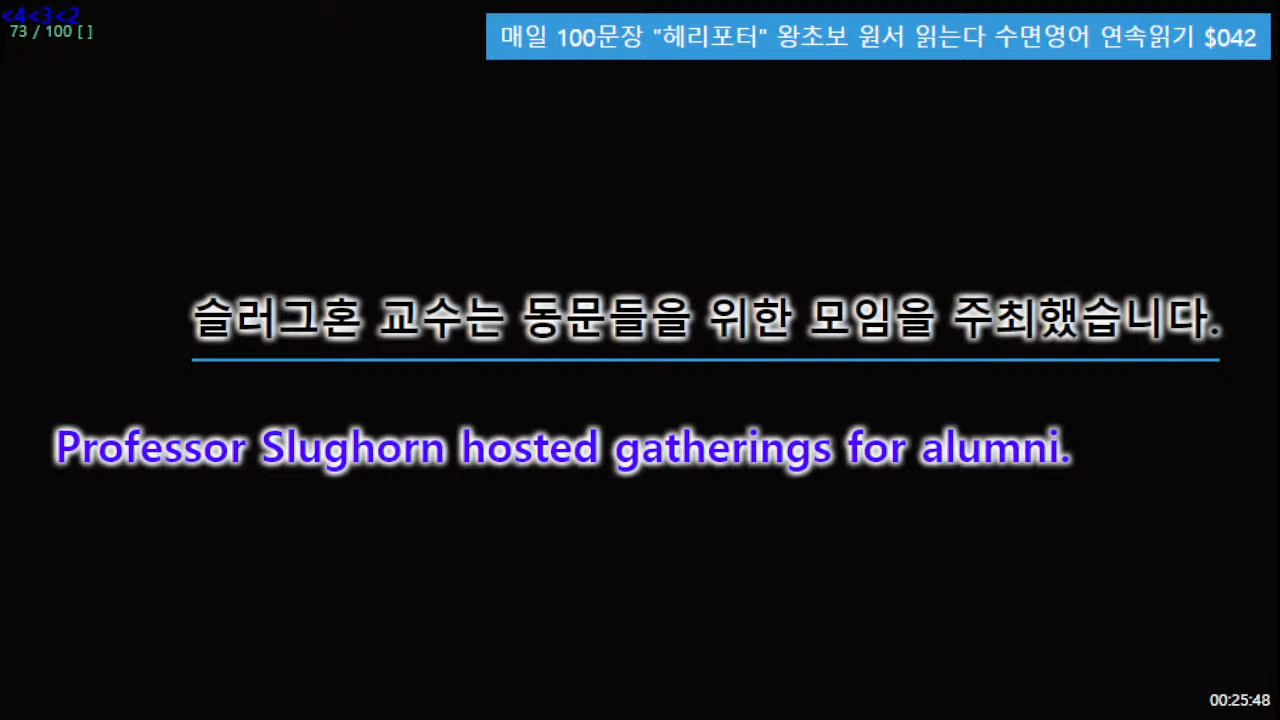 <4<3<2
73 / 100 [ ]
매일 100문장 "헤리포터" 왕초보 원서 읽는다 수면영어 연속읽기 $042
슬러그혼 교수는 동문들을 위한 모임을 주최했습니다.
Professor Slughorn hosted gatherings for alumni.
00:25:48